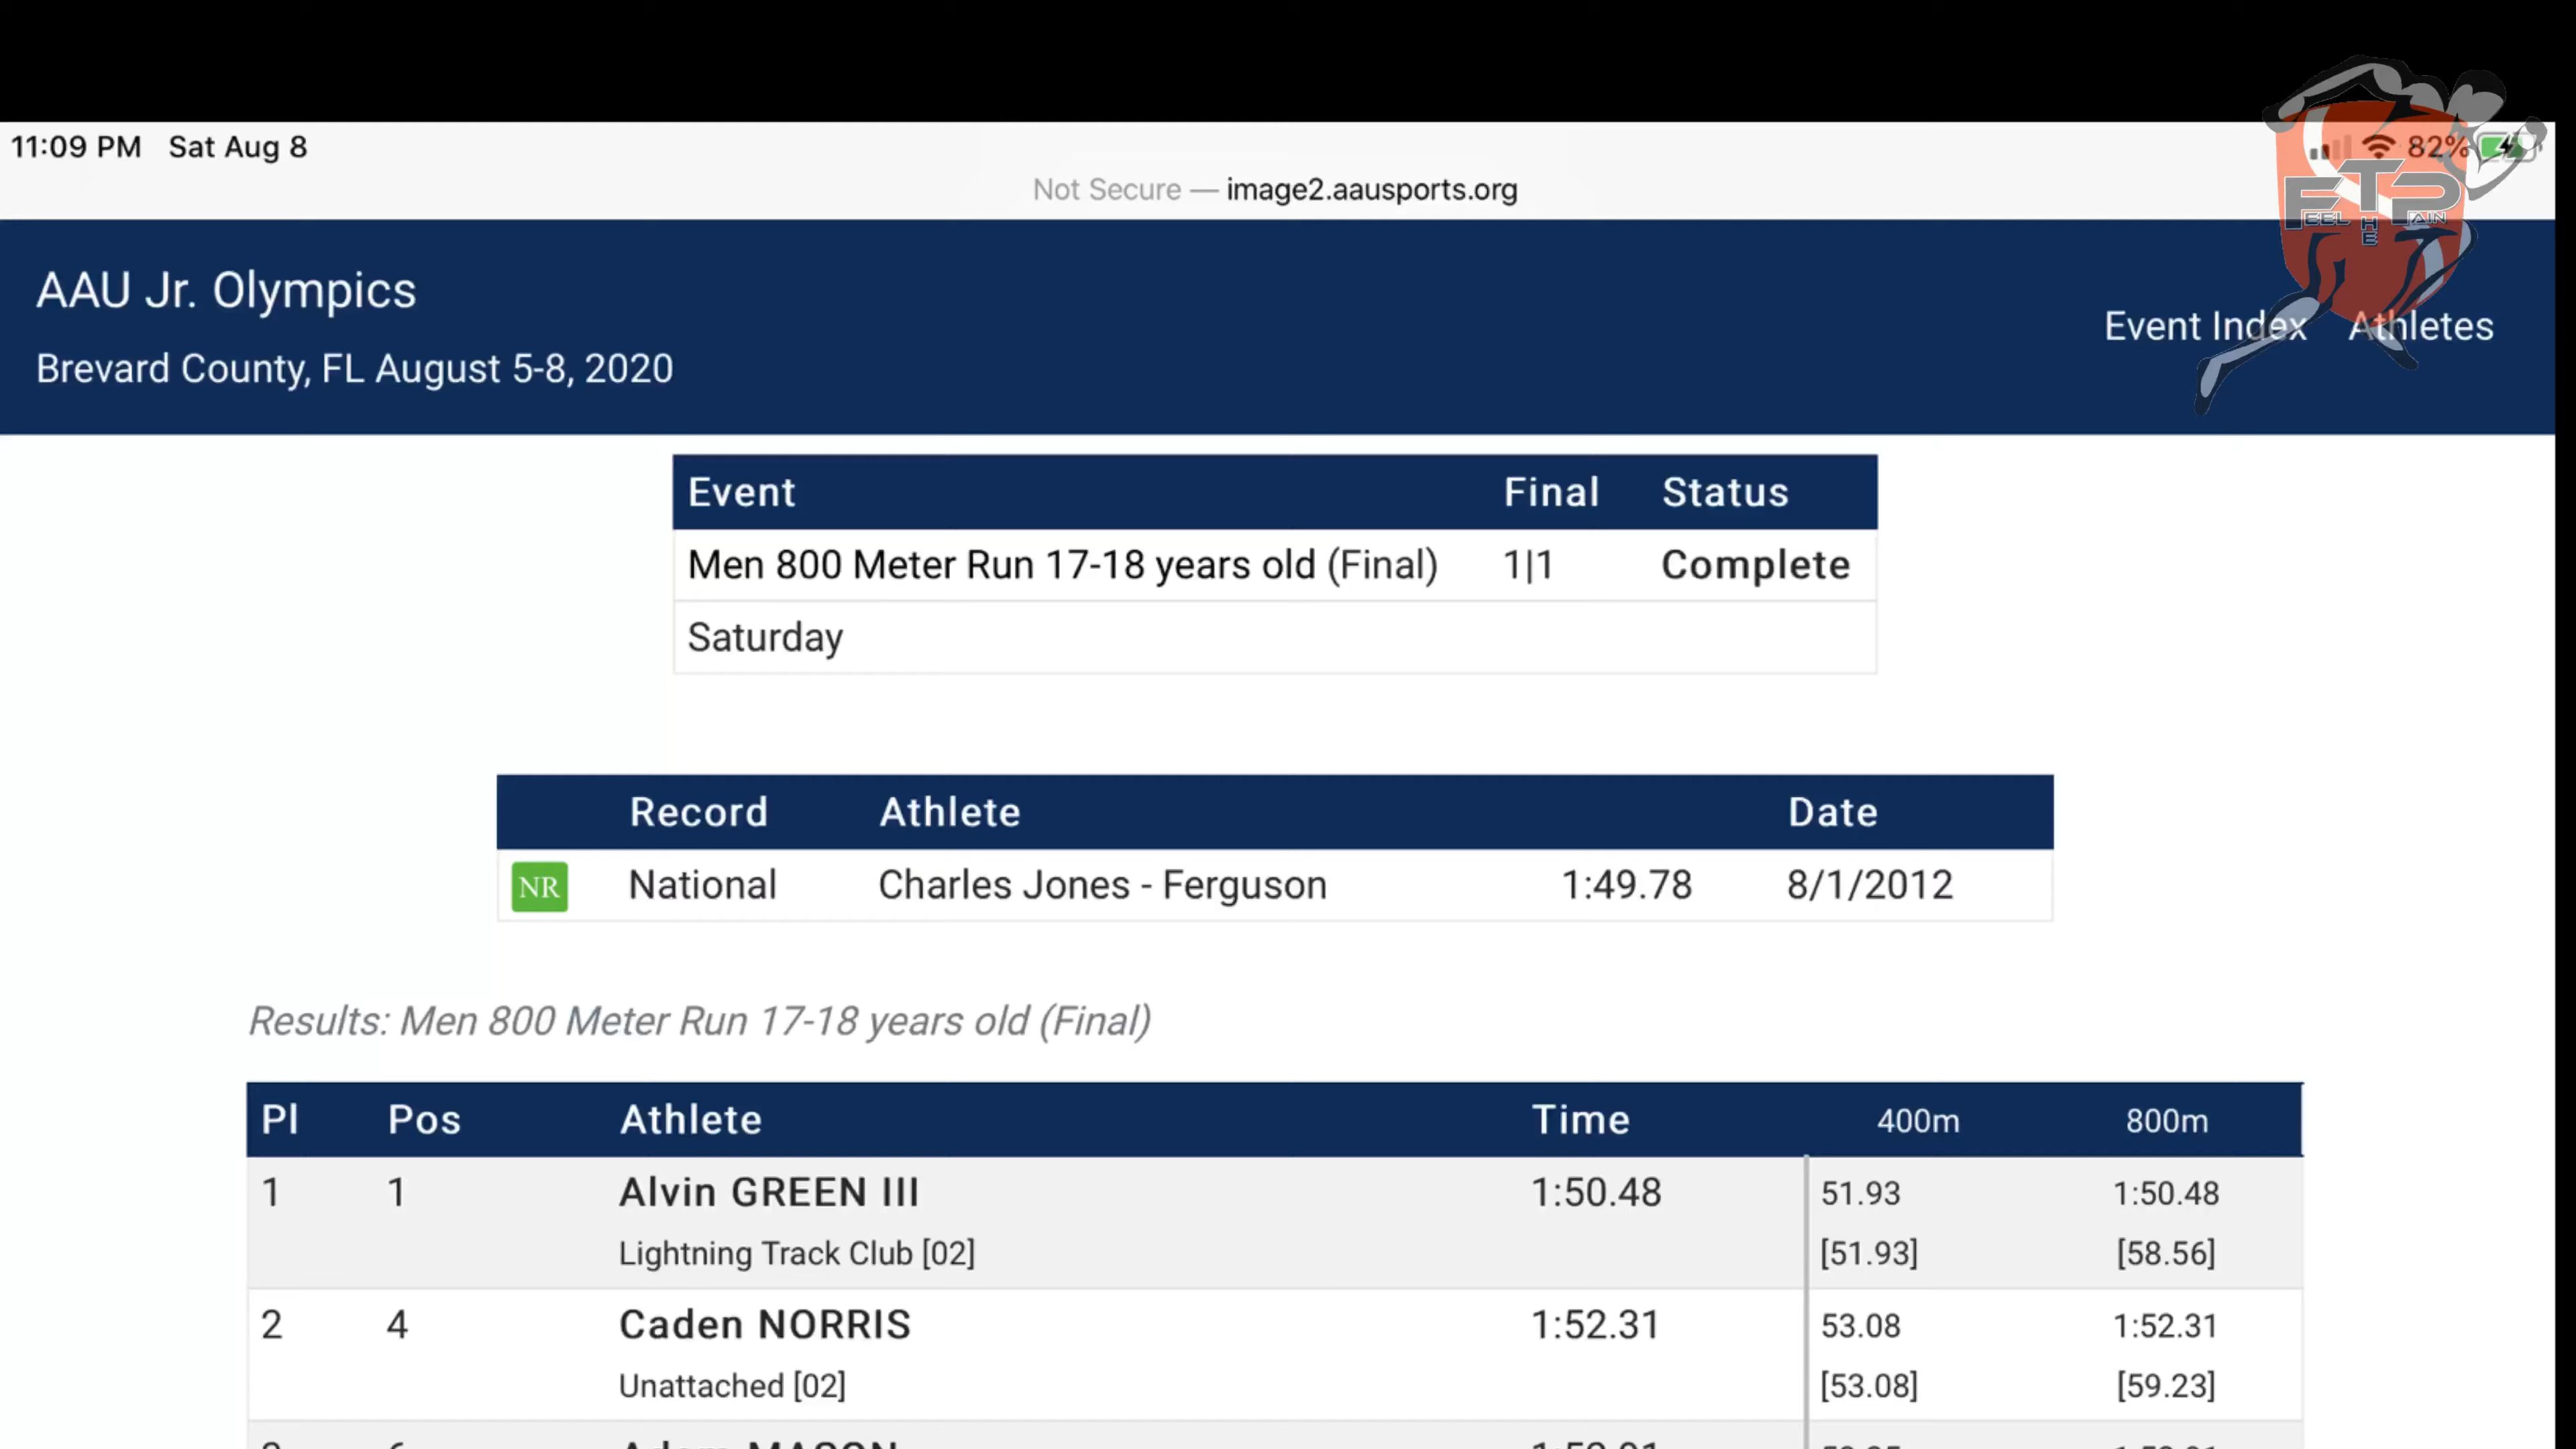 11:09 PM Sat Aug 8
82%
Not Secure — image2.aausports.org
FTP
FEEL THE PAIN
AAU Jr. Olympics
Brevard County, FL August 5-8, 2020
Event Index Athletes
Event Final Status
Men 800 Meter Run 17-18 years old (Final) 1|1 Complete
Saturday
Record Athlete Date
NR National Charles Jones - Ferguson 1:49.78 8/1/2012
Results: Men 800 Meter Run 17-18 years old (Final)
Pl Pos Athlete Time 400m 800m
1 1 Alvin GREEN III 1:50.48 51.93 1:50.48
Lightning Track Club [02] [51.93] [58.56]
2 4 Caden NORRIS 1:52.31 53.08 1:52.31
Unattached [02] [53.08] [59.23]